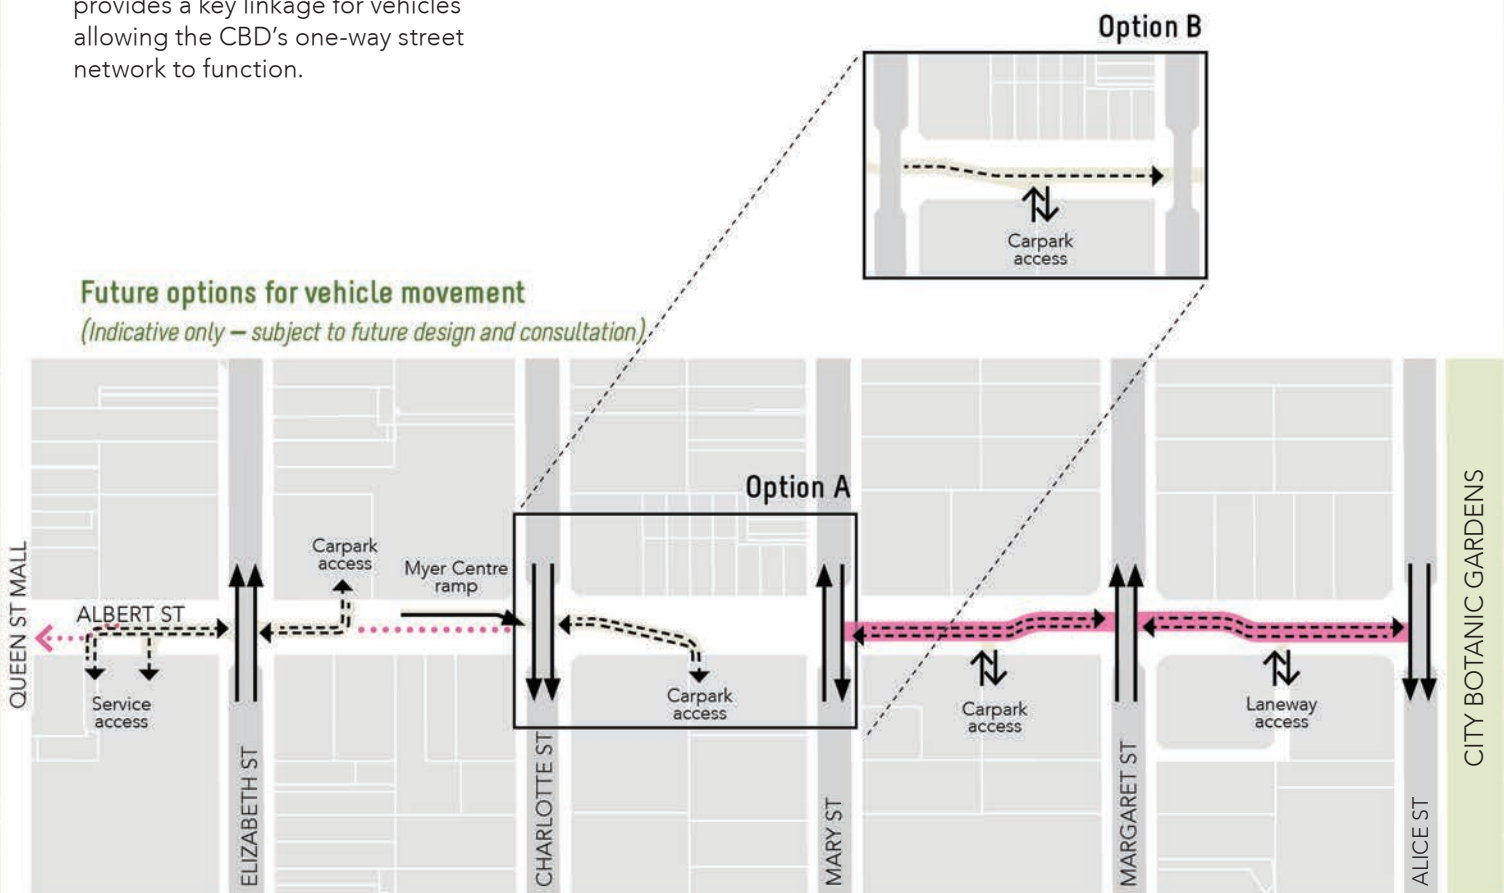 provides a key linkage for vehicles
allowing the CBD's one-way street
network to function.
Option B
Carpark
access
Future options for vehicle movement
(Indicative only – subject to future design and consultation)
Option A
Carpark
access
Myer Centre
ramp
ALBERT ST
QUEEN ST MALL
Service
access
Carpark
access
Carpark
access
Laneway
access
ELIZABETH ST
CHARLOTTE ST
MARY ST
MARGARET ST
ALICE ST
CITY BOTANIC GARDENS